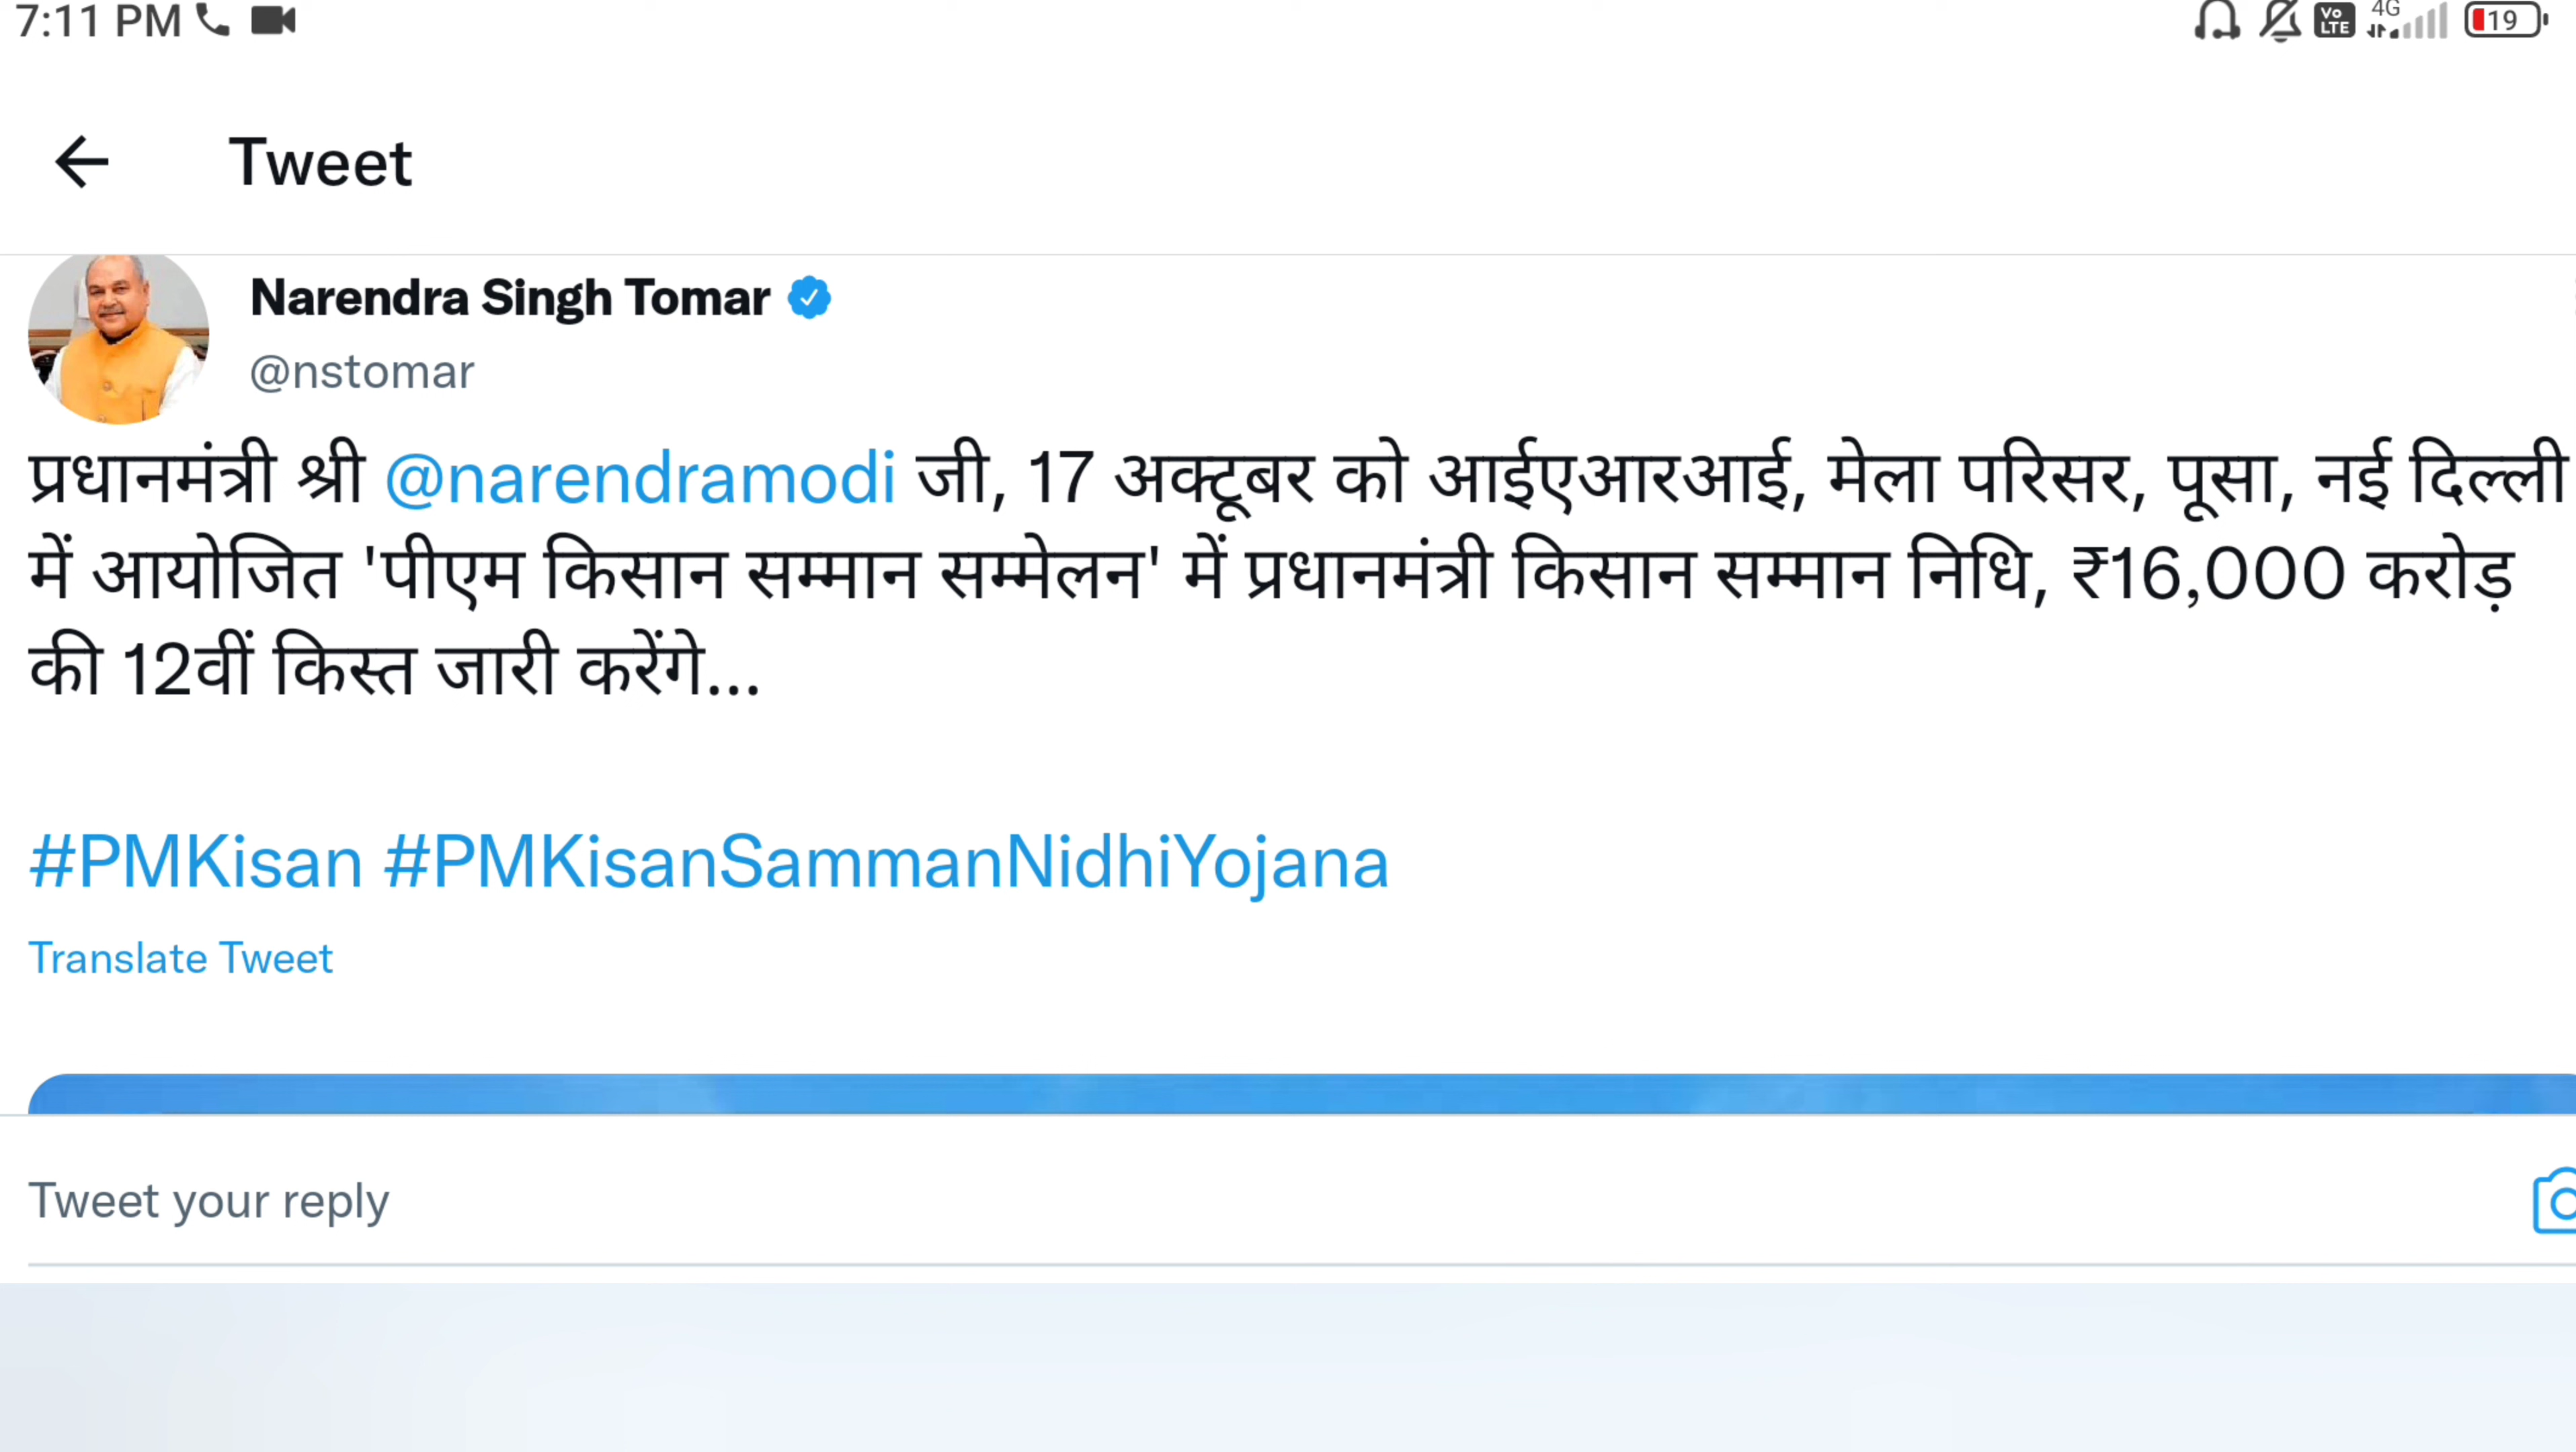 7:11 PM
Vo LTE 4G 19
Tweet
Narendra Singh Tomar
@nstomar
प्रधानमंत्री श्री @narendramodi जी, 17 अक्टूबर को आईएआरआई, मेला परिसर, पूसा, नई दिल्ली
में आयोजित 'पीएम किसान सम्मान सम्मेलन' में प्रधानमंत्री किसान सम्मान निधि, ₹16,000 करोड़
की 12वीं किस्त जारी करेंगे...
#PMKisan #PMKisanSammanNidhiYojana
Translate Tweet
Tweet your reply